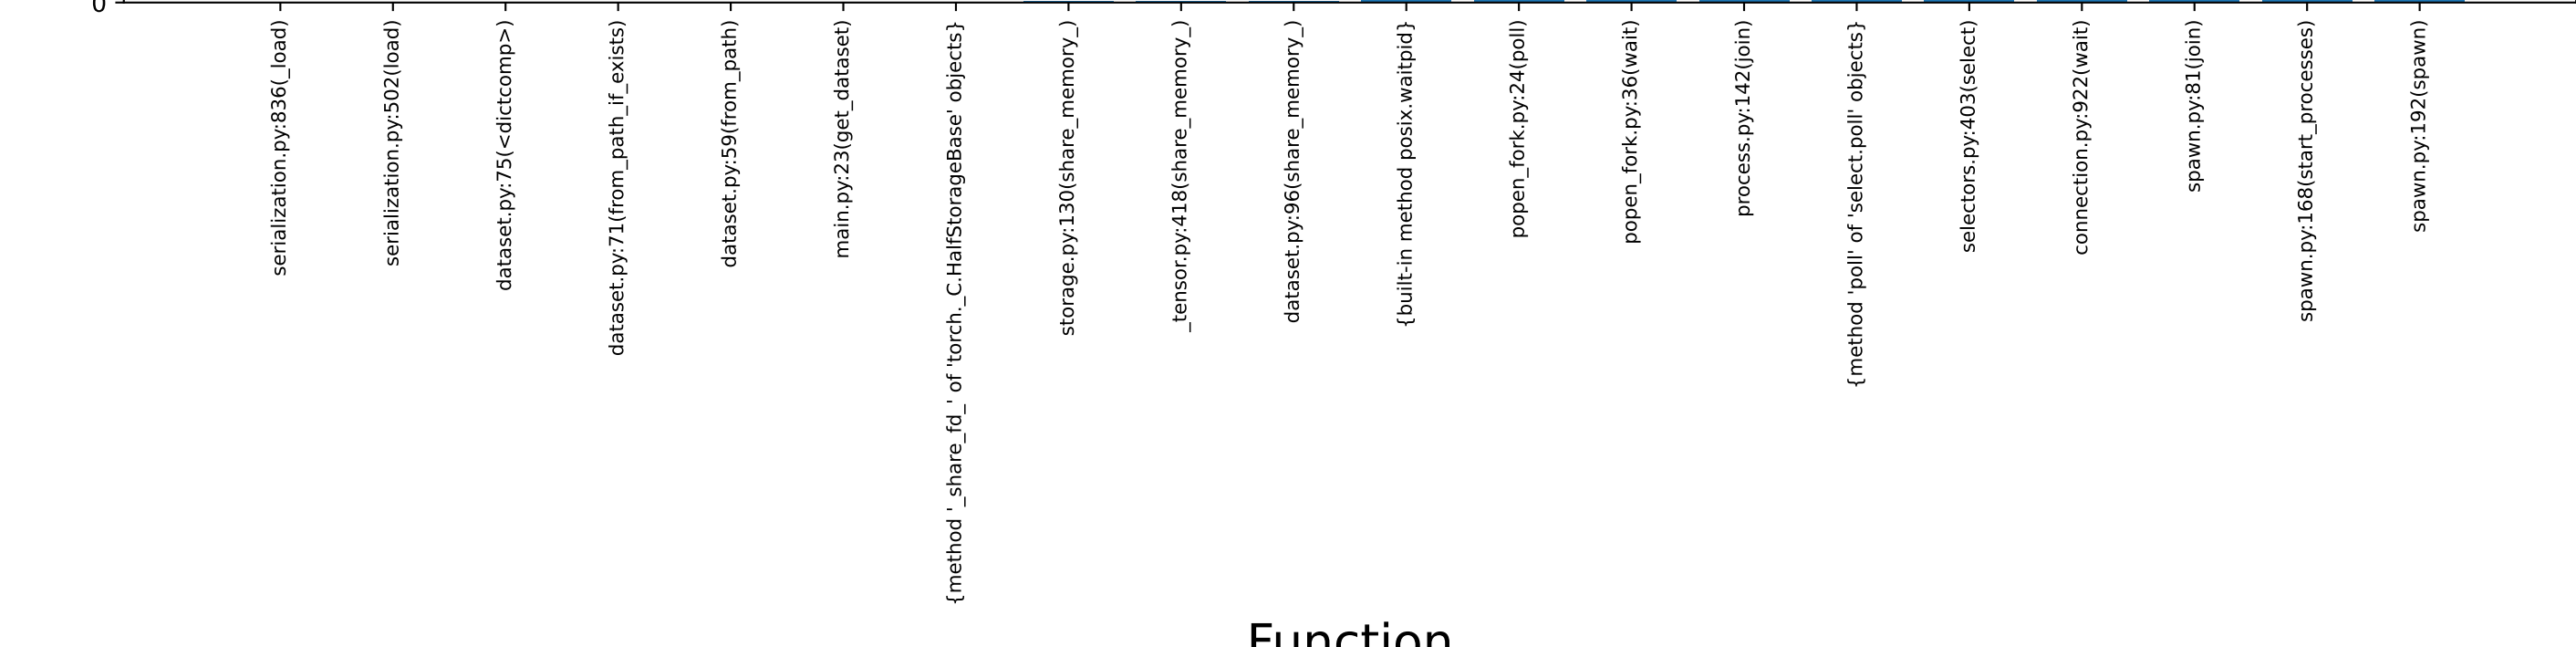 0
serialization.py:836(_load)
serialization.py:502(load)
dataset.py:75(<dictcomp>)
dataset.py:71(from_path_if_exists)
dataset.py:59(from_path)
main.py:23(get_dataset)
{method '_share_fd_' of 'torch._C.HalfStorageBase' objects}
storage.py:130(share_memory_)
_tensor.py:418(share_memory_)
dataset.py:96(share_memory_)
{built-in method posix.waitpid}
popen_fork.py:24(poll)
popen_fork.py:36(wait)
process.py:142(join)
{method 'poll' of 'select.poll' objects}
selectors.py:403(select)
connection.py:922(wait)
spawn.py:81(join)
spawn.py:168(start_processes)
spawn.py:192(spawn)
Function